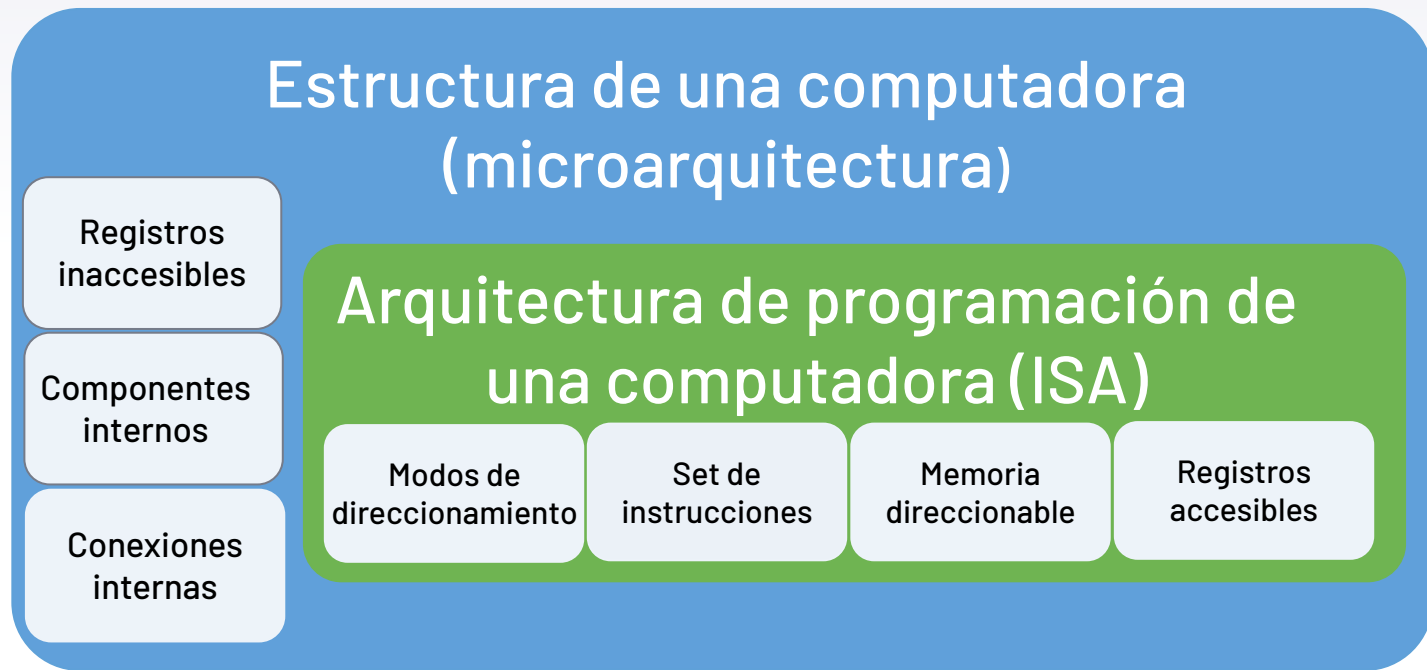 Estructura de una computadora
(microarquitectura)
Registros
inaccesibles
Componentes
internos
Conexiones
internas
Arquitectura de programación de
una computadora (ISA)
Modos de
direccionamiento
Set de
instrucciones
Memoria
direccionable
Registros
accesibles